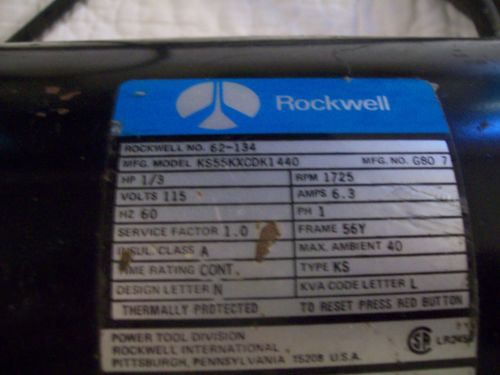 Rockwell
ROCKWELL NO. 62-134
MFG. MODEL KS55KXCDK1440 MFG. NO. G80 7
HP 1/3 RPM 1725
VOLTS 115 AMPS 6.3
HZ 60 PH 1
SERVICE FACTOR 1.0 FRAME 56Y
INSUL. CLASS A MAX. AMBIENT 40
TIME RATING CONT. TYPE KS
DESIGN LETTER N KVA CODE LETTER L
THERMALLY PROTECTED TO RESET PRESS RED BUTTON
POWER TOOL DIVISION
ROCKWELL INTERNATIONAL
PITTSBURGH, PENNSYLVANIA 15208 U.S.A.
SA